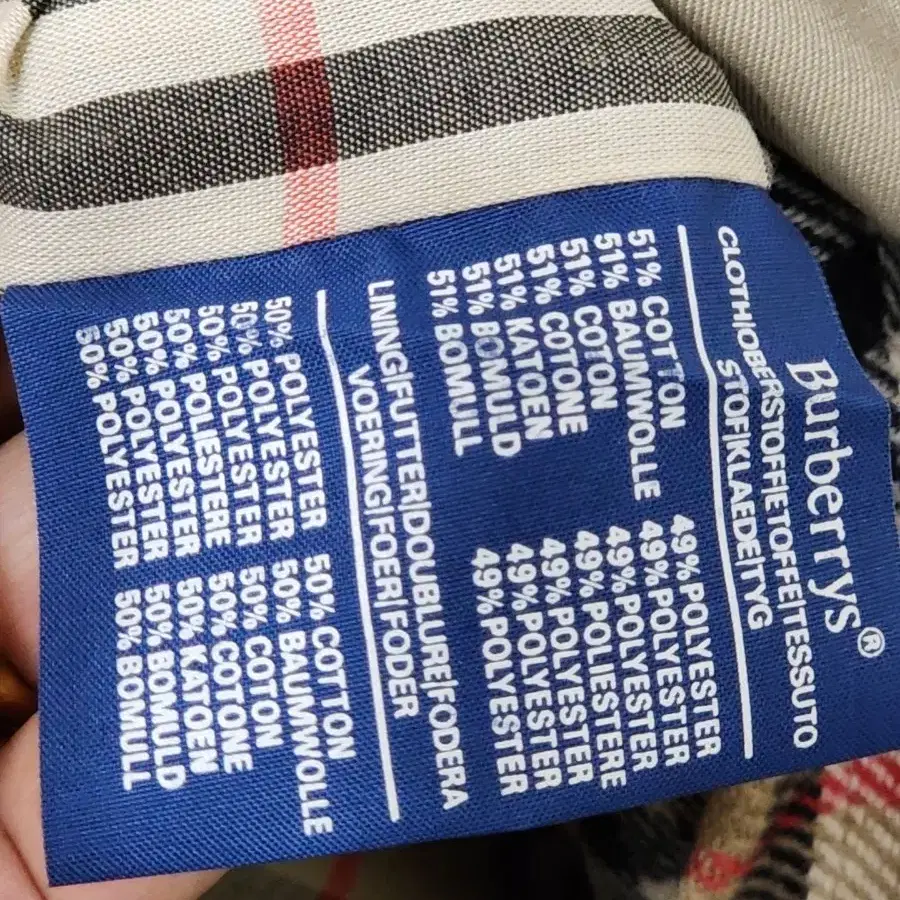 Burberrys®
CLOTH|OBERSTOFF|ETOFFE|TESSUTO
STOF|KLAEDE|TYG
51% COTTON 49% POLYESTER
51% BAUMWOLLE 49% POLYESTER
51% COTTON 49% POLYESTER
51% COTONE 49% POLIESTERE
51% KATOEN 49% POLYESTER
51% BOMULD 49% POLYESTER
51% BOMULL 49% POLYESTER
LINING|FUTTER|DOUBLURE|FODERA
VOERING|FOER|FODER
50% POLYESTER 50% COTTON
50% POLYESTER 50% BAUMWOLLE
50% POLYESTER 50% COTTON
50% POLIESTERE 50% COTONE
50% POLYESTER 50% KATOEN
50% POLYESTER 50% BOMULD
50% POLYESTER 50% BOMULL